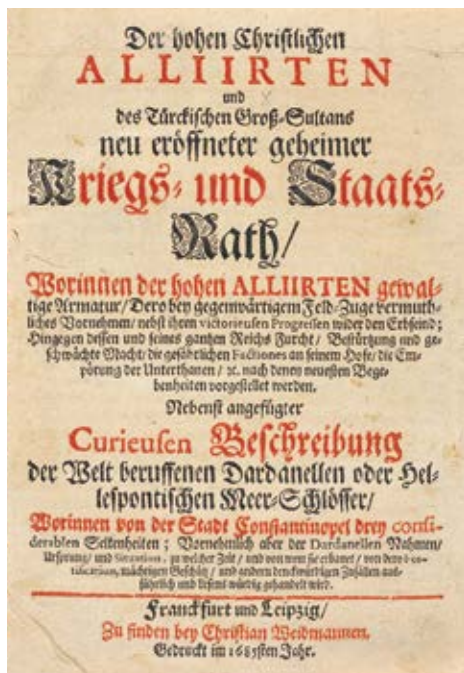 Der hohen Christlichen
ALLIIRTEN
und
des Türckischen Groß-Sultans
neu eröffneter geheimer
Kriegs- und Staats-
Rath/
Worinnen der hohen ALLIIRTEN gewal-
tige Armatur/ Dero bey gegenwärtigem Feld-Zuge vermuth-
liches Vornehmen/ nebst ihrem victorieusen Progressen wider den Erbfeind;
Hingegen dessen und seines gantzen Reichs Furcht/ Bestürtzung und ge-
schwächte Macht/ die gefährlichen Factiones an seinem Hofe/ die Em-
pörung der Unterthanen/ ꝛc. nach denen neuesten Bege-
benheiten vorgestellet werden.
Nebenst angefügter
Curieusen Beschreibung
der Welt beruffenen Dardanellen oder Hel-
lespontischen Meer-Schlösser/
Worinnen von der Stadt Constantinopel drey consi-
derablen Seltenheiten; Vornehmlich aber der Dardanellen Nahmen/
Ursprung/ und Situation, zu welcher Zeit/ und von wem sie erbauet/ von dero
mächtigen Geschütz/ und andern denckwürdigen Zufällen aus-
führlich und lesens würdig gehandelt wird.
Franckfurt und Leipzig/
Zu finden bey Christian Weidmannen.
Gedruckt im 1685sten Jahr.